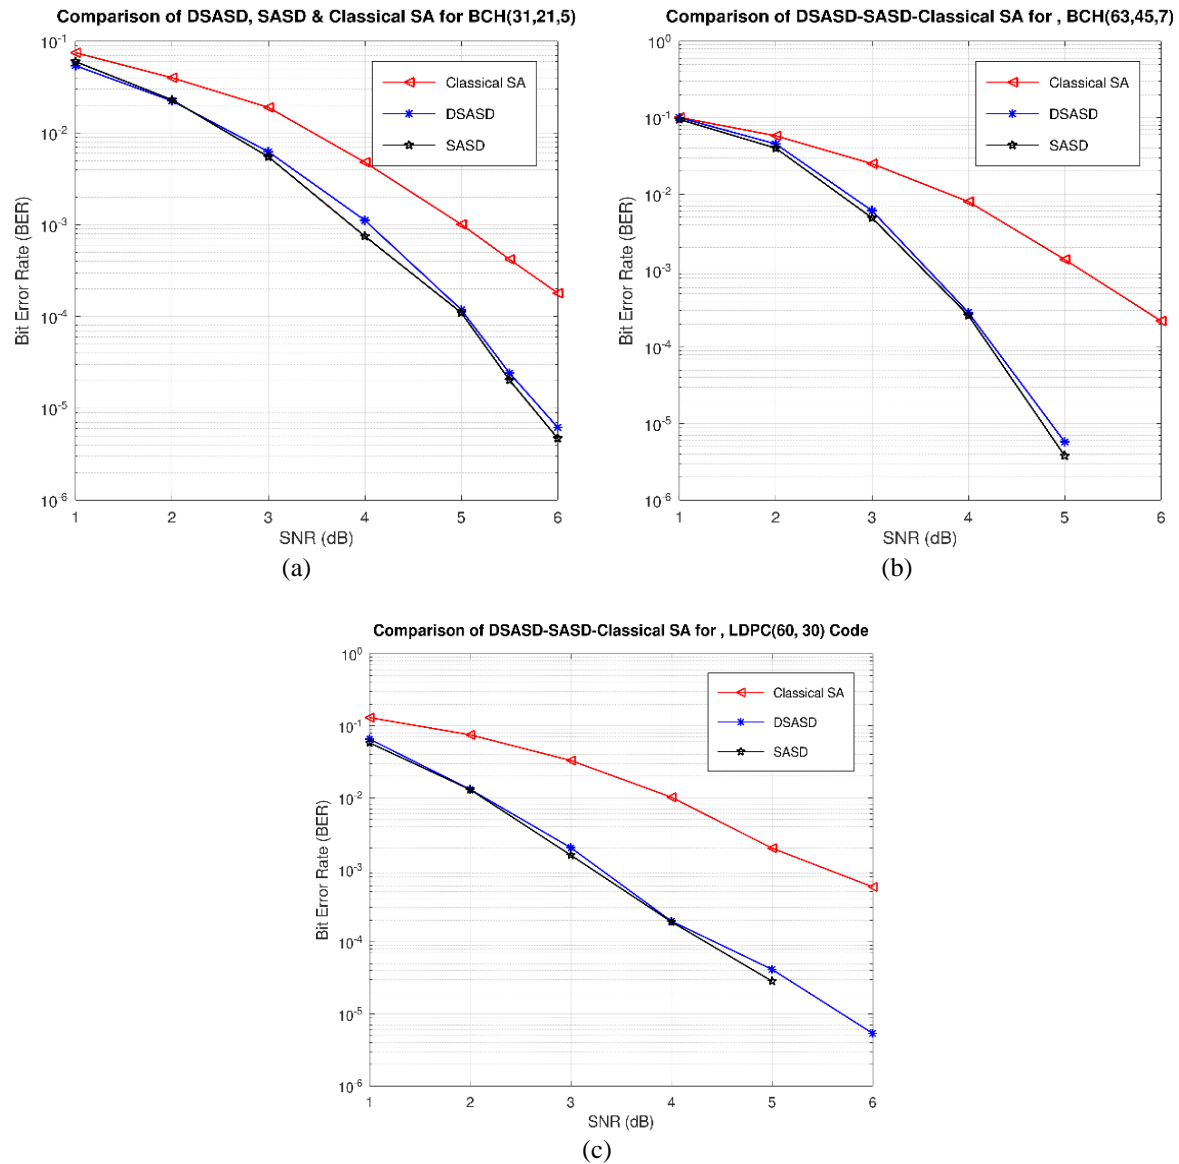 Comparison of DSASD, SASD & Classical SA for BCH(31,21,5)
10^-1
10^-2
10^-3
10^-4
10^-5
10^-6
Bit Error Rate (BER)
1 2 3 4 5 6
SNR (dB)
Classical SA
DSASD
SASD
(a)
Comparison of DSASD-SASD-Classical SA for , BCH(63,45,7)
10^0
10^-1
10^-2
10^-3
10^-4
10^-5
10^-6
Bit Error Rate (BER)
1 2 3 4 5 6
SNR (dB)
Classical SA
DSASD
SASD
(b)
Comparison of DSASD-SASD-Classical SA for , LDPC(60, 30) Code
10^0
10^-1
10^-2
10^-3
10^-4
10^-5
10^-6
Bit Error Rate (BER)
1 2 3 4 5 6
SNR (dB)
Classical SA
DSASD
SASD
(c)